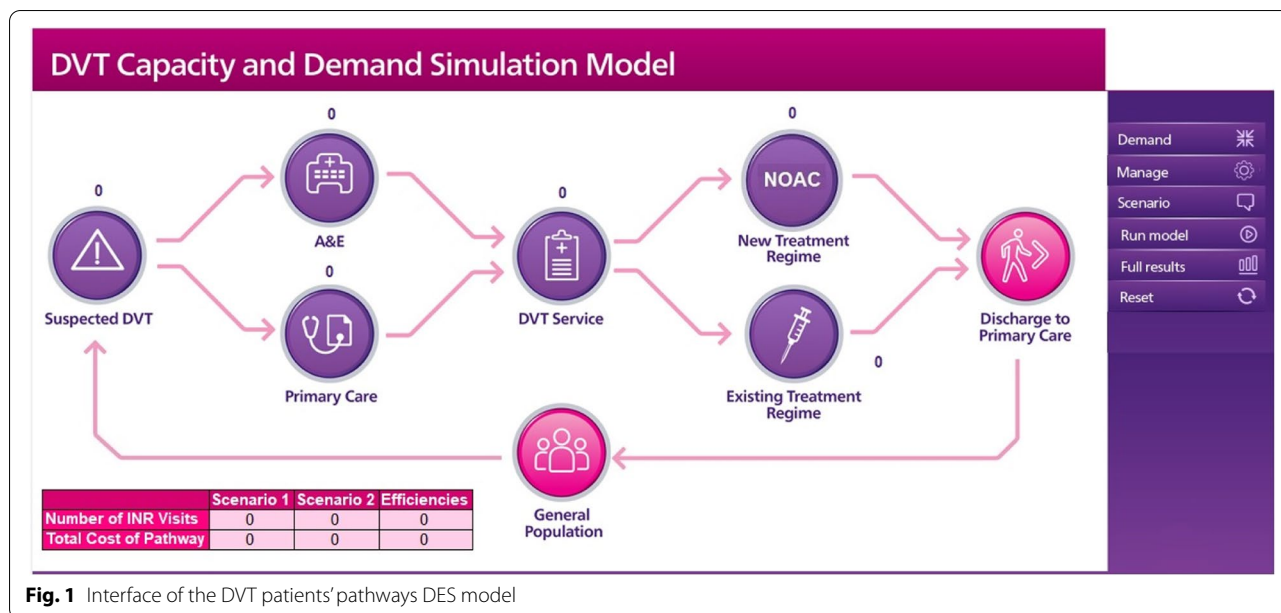 DVT Capacity and Demand Simulation Model
0
A&E
0
Suspected DVT
0
Primary Care
0
DVT Service
0
NOAC
New Treatment
Regime
0
Existing Treatment
Regime
Discharge to
Primary Care
General
Population
Demand
Manage
Scenario
Run model
Full results
Reset
Scenario 1 Scenario 2 Efficiencies
Number of INR Visits 0 0 0
Total Cost of Pathway 0 0 0
Fig. 1 Interface of the DVT patients' pathways DES model